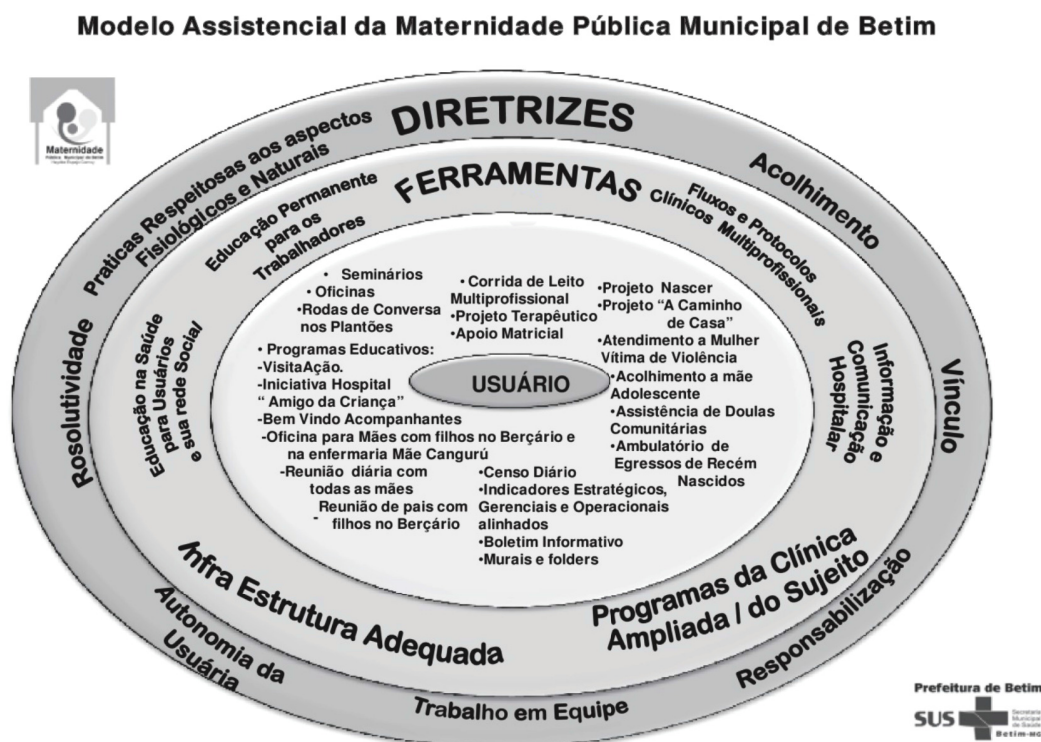 Modelo Assistencial da Maternidade Pública Municipal de Betim
Maternidade
DIRETRIZES
Praticas Respeitosas aos aspectos
Fisiológicos e Naturais
Acolhimento
Vínculo
Responsabilização
Trabalho em Equipe
Autonomia da
Usuária
Rosolutividade
FERRAMENTAS
Educação Permanente
para os
Trabalhadores
Fluxos e Protocolos
Clínicos Multiprofissionais
Informação e
Comunicação
Hospitalar
Programas da Clínica
Ampliada / do Sujeito
Infra Estrutura Adequada
Educação na Saúde
para Usuários
e sua rede Social
• Seminários
• Oficinas
•Rodas de Conversa
nos Plantões
• Corrida de Leito
Multiprofissional
•Projeto Terapêutico
•Apoio Matricial
•Projeto Nascer
•Projeto “A Caminho
de Casa”
•Atendimento a Mulher
Vítima de Violência
•Acolhimento a mãe
Adolescente
•Assistência de Doulas
Comunitárias
•Ambulatório de
Egressos de Recém
Nascidos
USUÁRIO
• Programas Educativos:
-VisitaAção.
-Iniciativa Hospital
“ Amigo da Criança”
-Bem Vindo Acompanhantes
-Oficina para Mães com filhos no Berçário e
na enfermaria Mãe Cangurú
-Reunião diária com
todas as mães
- Reunião de pais com
filhos no Berçário
•Censo Diário
•Indicadores Estratégicos,
Gerenciais e Operacionais
alinhados
•Boletim Informativo
•Murais e folders
Prefeitura de Betim
SUS
Secretaria
Municipal
de Saúde
Betim-MG